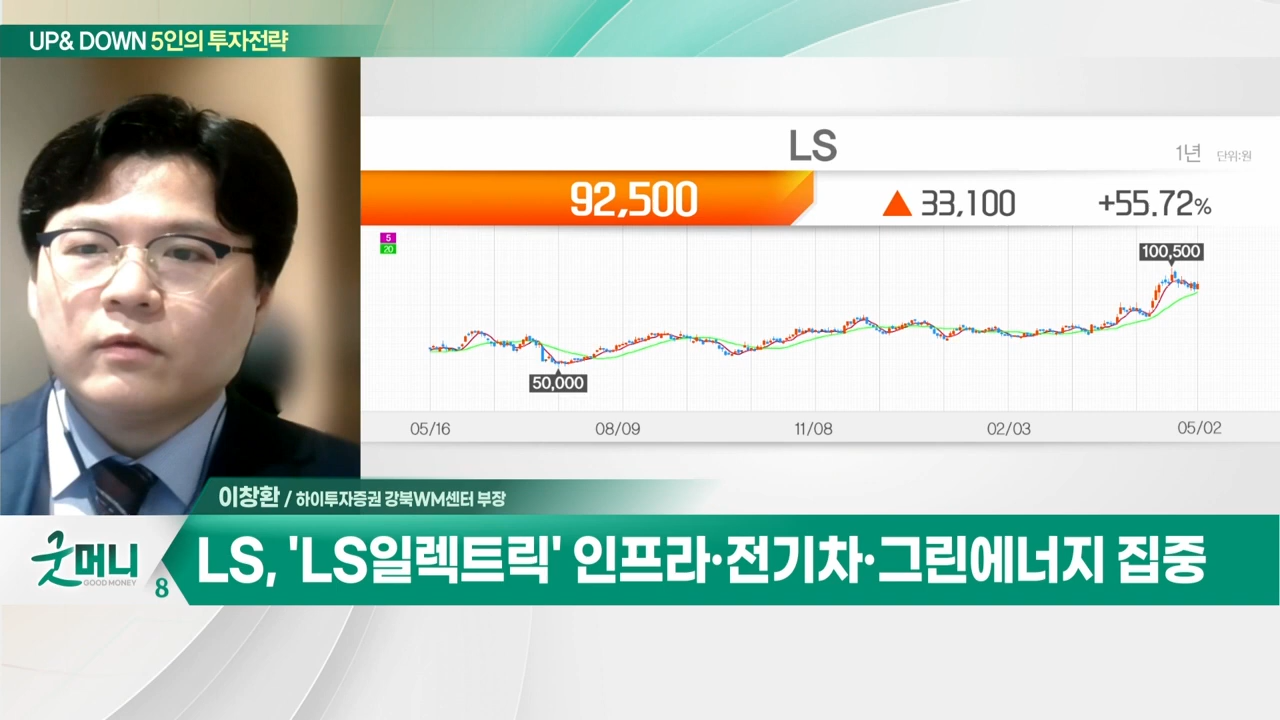 UP& DOWN 5인의 투자전략
LS
1년 단위:원
92,500 ▲ 33,100 +55.72%
5
20
100,500
50,000
05/16 08/09 11/08 02/03 05/02
이창환 / 하이투자증권 강북WM센터 부장
굿머니
GOOD MONEY
8
LS, 'LS일렉트릭' 인프라·전기차·그린에너지 집중